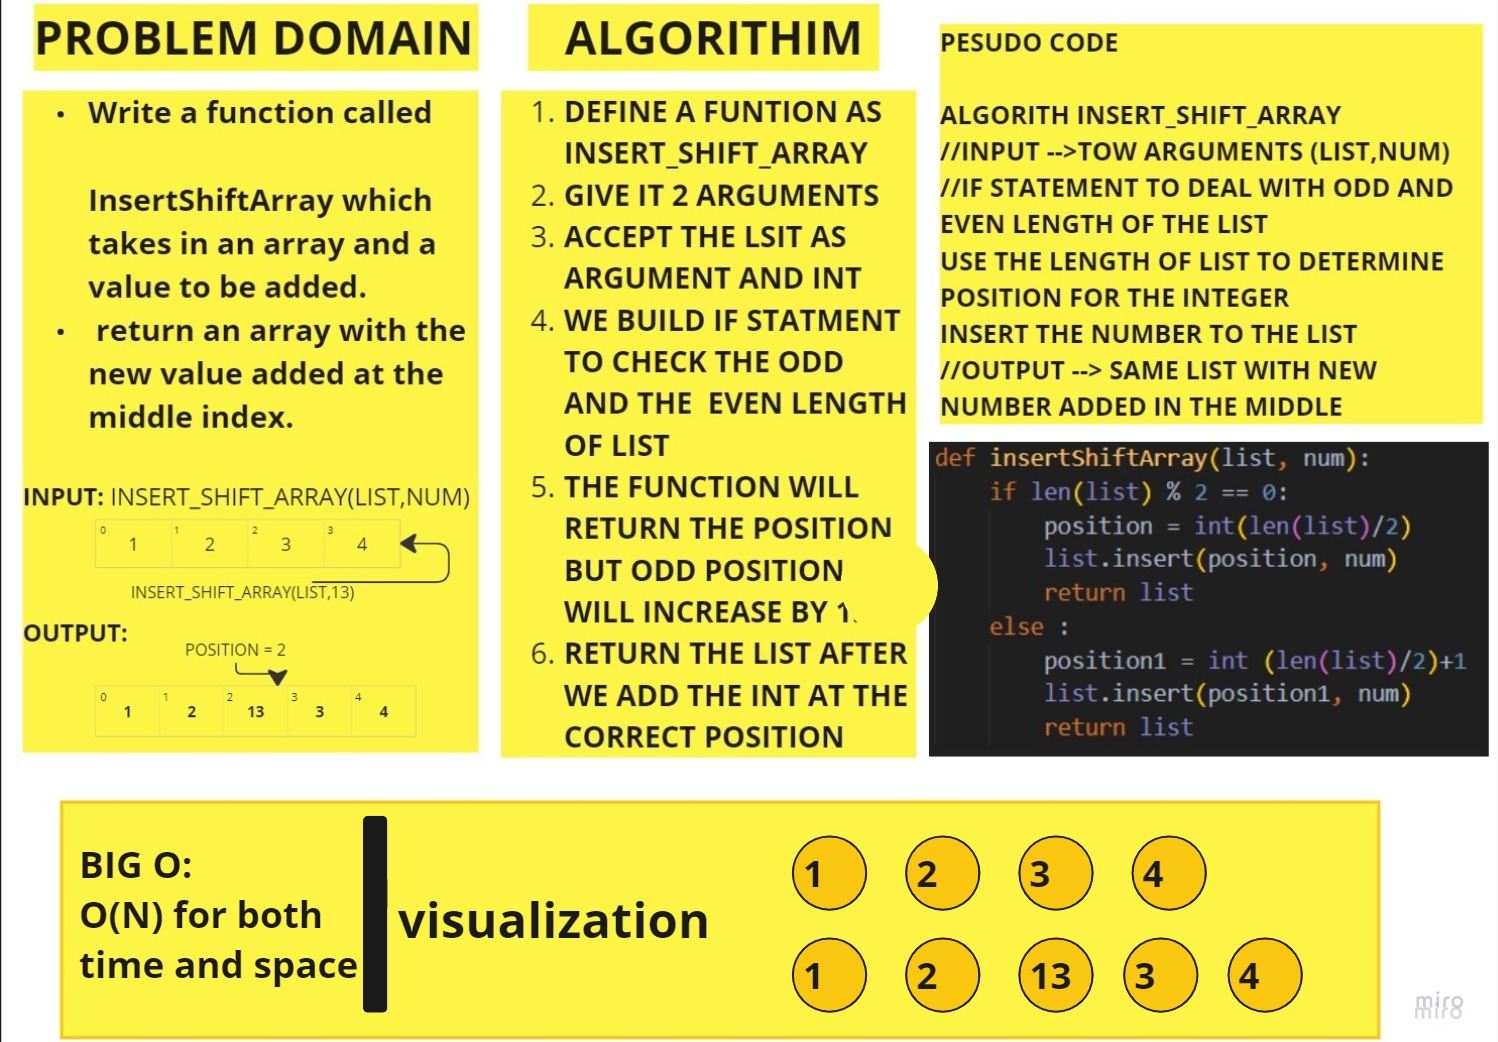 PROBLEM DOMAIN
• Write a function called
InsertShiftArray which
takes in an array and a
value to be added.
• return an array with the
new value added at the
middle index.
INPUT: INSERT_SHIFT_ARRAY(LIST,NUM)
0 1 2 3
1 2 3 4
INSERT_SHIFT_ARRAY(LIST,13)
OUTPUT:
POSITION = 2
0 1 2 3 4
1 2 13 3 4
ALGORITHIM
1. DEFINE A FUNTION AS
INSERT_SHIFT_ARRAY
2. GIVE IT 2 ARGUMENTS
3. ACCEPT THE LSIT AS
ARGUMENT AND INT
4. WE BUILD IF STATMENT
TO CHECK THE ODD
AND THE  EVEN LENGTH
OF LIST
5. THE FUNCTION WILL
RETURN THE POSITION
BUT ODD POSITION
WILL INCREASE BY 1.
6. RETURN THE LIST AFTER
WE ADD THE INT AT THE
CORRECT POSITION
PESUDO CODE
ALGORITH INSERT_SHIFT_ARRAY
//INPUT -->TOW ARGUMENTS (LIST,NUM)
//IF STATEMENT TO DEAL WITH ODD AND
EVEN LENGTH OF THE LIST
USE THE LENGTH OF LIST TO DETERMINE
POSITION FOR THE INTEGER
INSERT THE NUMBER TO THE LIST
//OUTPUT --> SAME LIST WITH NEW
NUMBER ADDED IN THE MIDDLE
def insertShiftArray(list, num):
    if len(list) % 2 == 0:
        position = int(len(list)/2)
        list.insert(position, num)
        return list
    else :
        position1 = int (len(list)/2)+1
        list.insert(position1, num)
        return list
BIG O:
O(N) for both
time and space
visualization
1 2 3 4
1 2 13 3 4
miro
miro